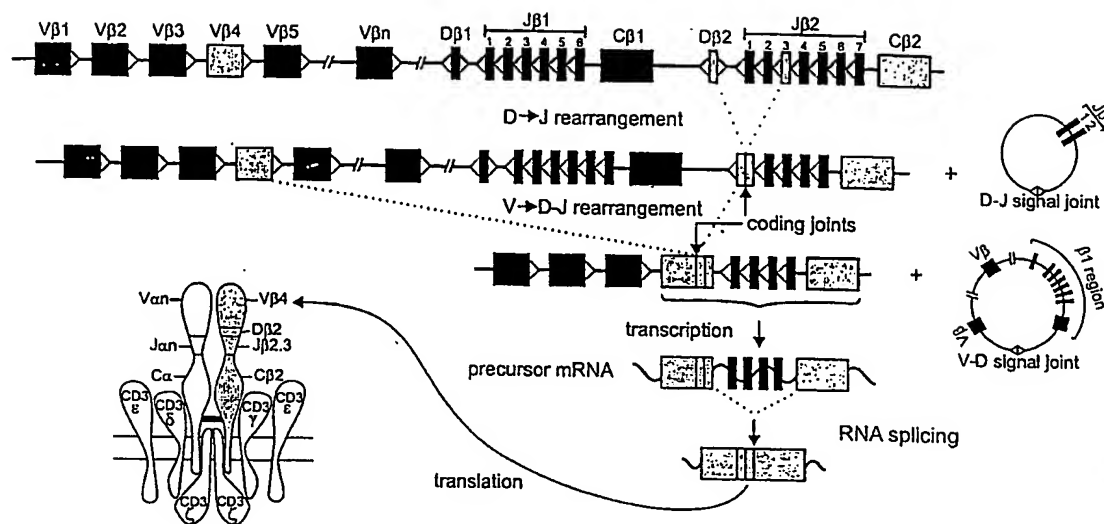 Vβ1 Vβ2 Vβ3 Vβ4 Vβ5 Vβn Dβ1 Jβ1 Cβ1 Dβ2 Jβ2 Cβ2
1 2 3 4 5 6 1 2 3 4 5 6 7
D→J rearrangement
Jβ2
1 2
+
D-J signal joint
V→D-J rearrangement
coding joints
+
Vβ
β1 region
Vβ
V-D signal joint
transcription
precursor mRNA
RNA splicing
translation
Vαn Vβ4
Dβ2
Jαn Jβ2.3
Cα Cβ2
CD3 ε CD3 δ CD3 γ CD3 ε
CD3 ζ CD3 ζ